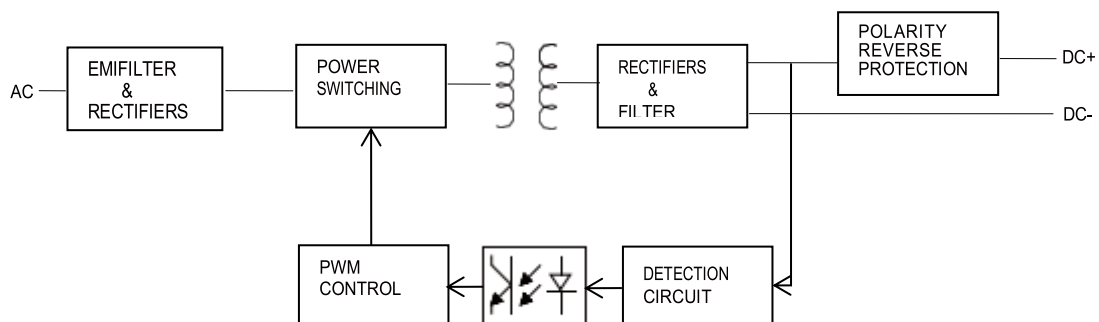 AC
EMIFILTER
&
RECTIFIERS
POWER
SWITCHING
RECTIFIERS
&
FILTER
POLARITY
REVERSE
PROTECTION
DC+
DC-
PWM
CONTROL
DETECTION
CIRCUIT